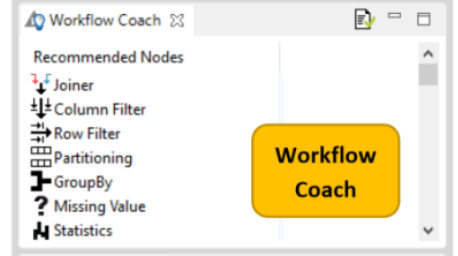 Workflow Coach
Recommended Nodes
Joiner
Column Filter
Row Filter
Partitioning
GroupBy
Missing Value
Statistics
Workflow
Coach